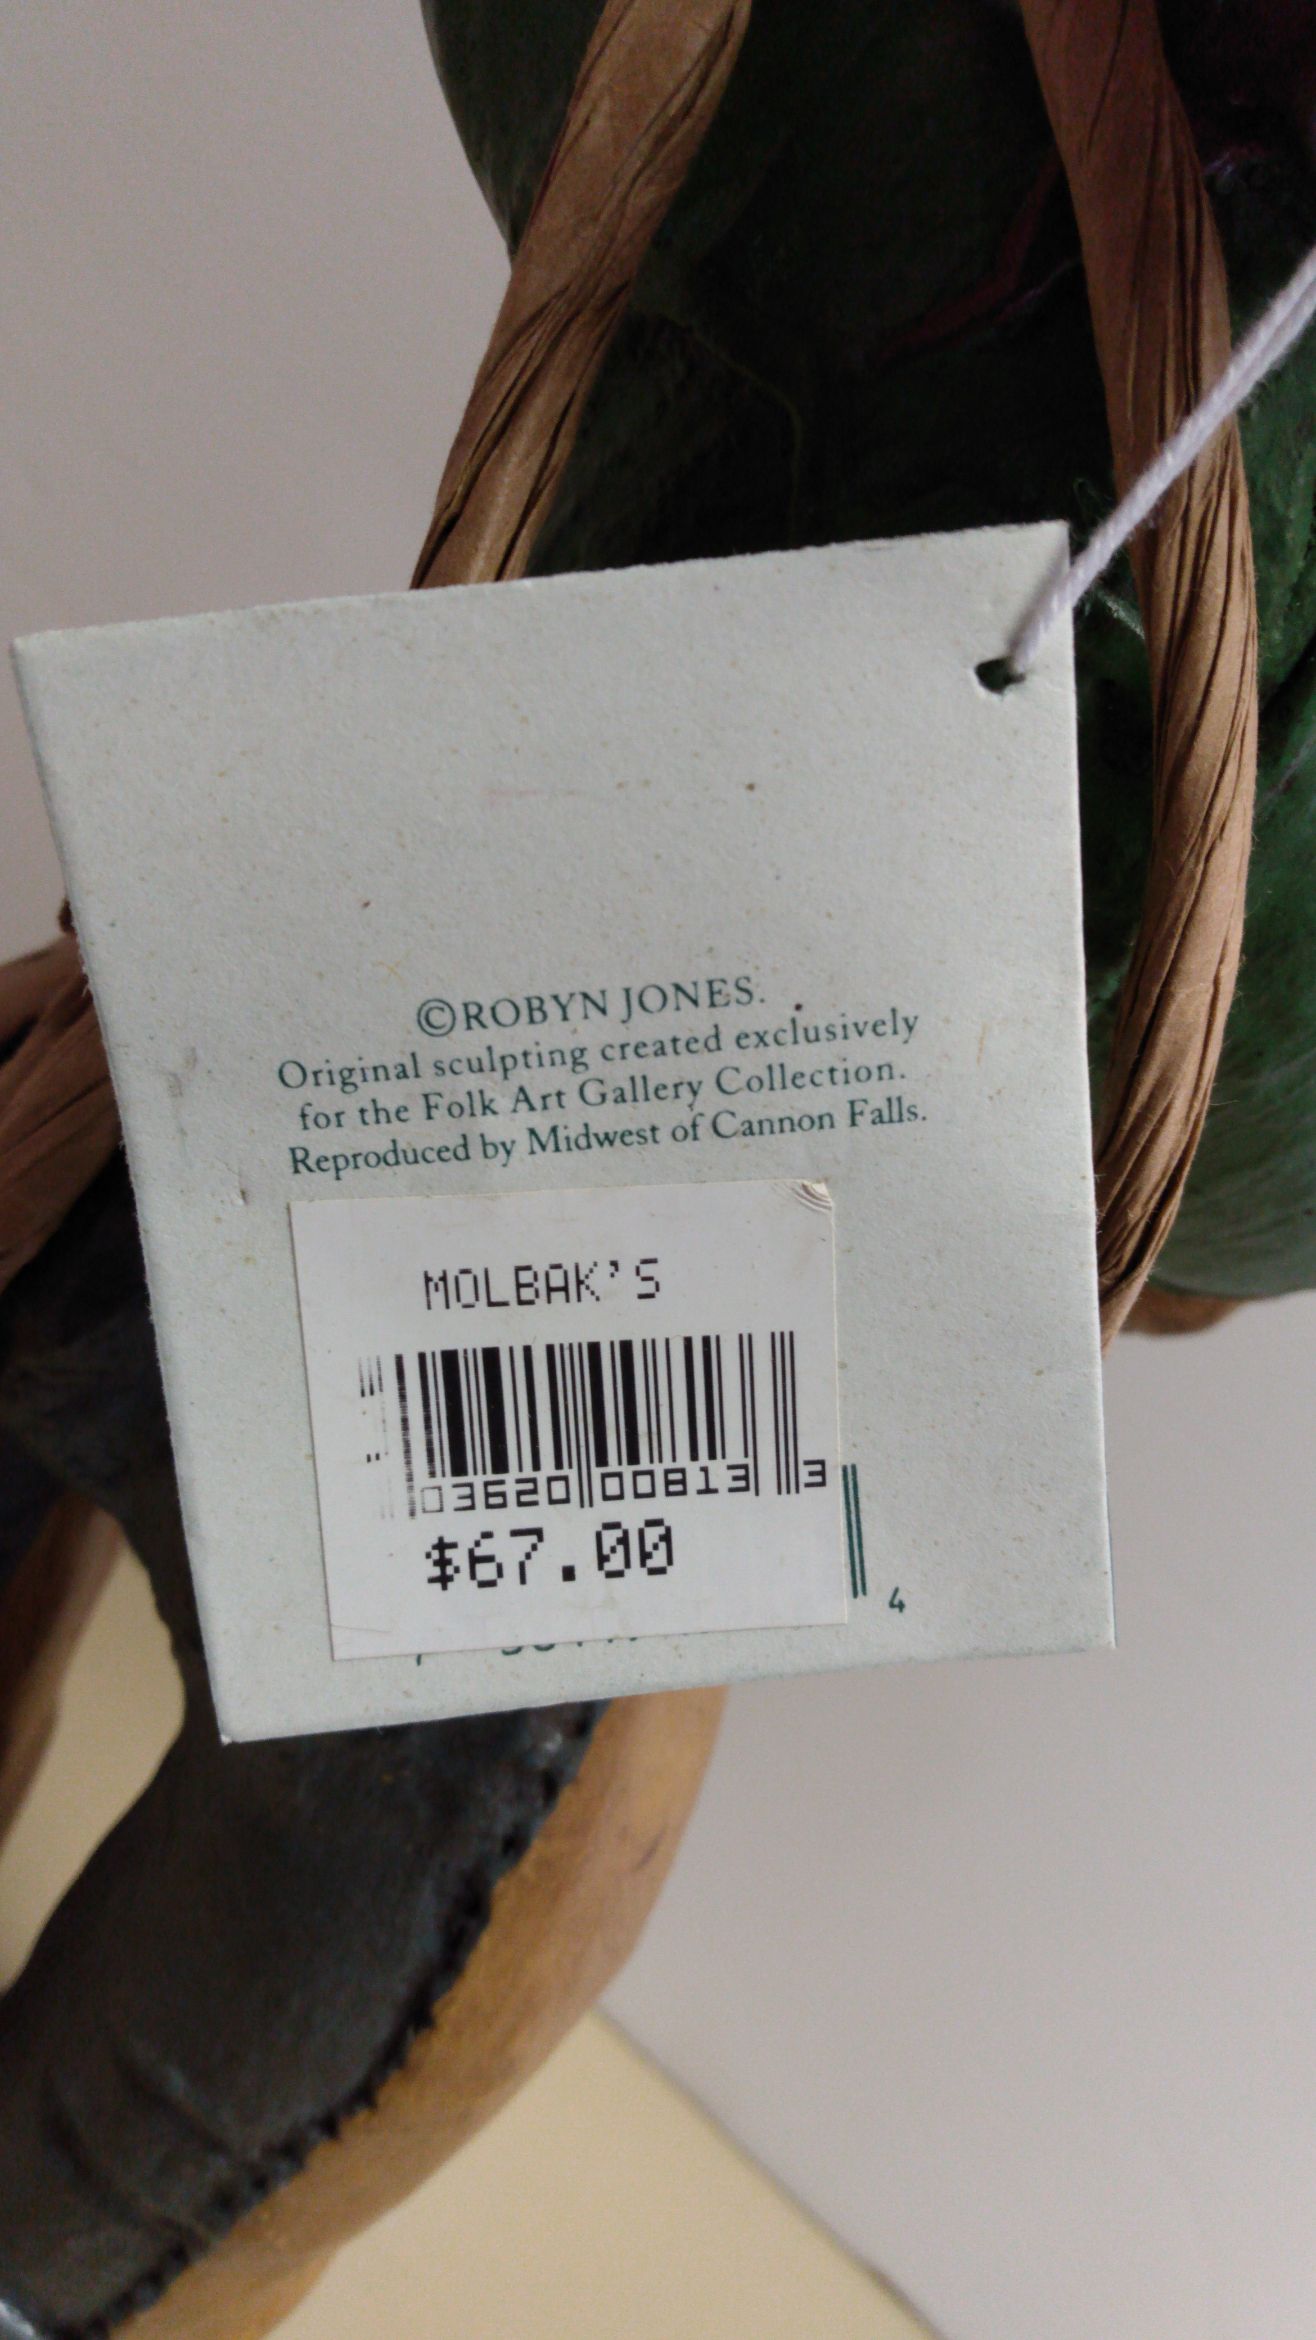 ©ROBYN JONES.
Original sculpting created exclusively
for the Folk Art Gallery Collection.
Reproduced by Midwest of Cannon Falls.
MOLBAK'S
03620 00813 3
$67.00
4